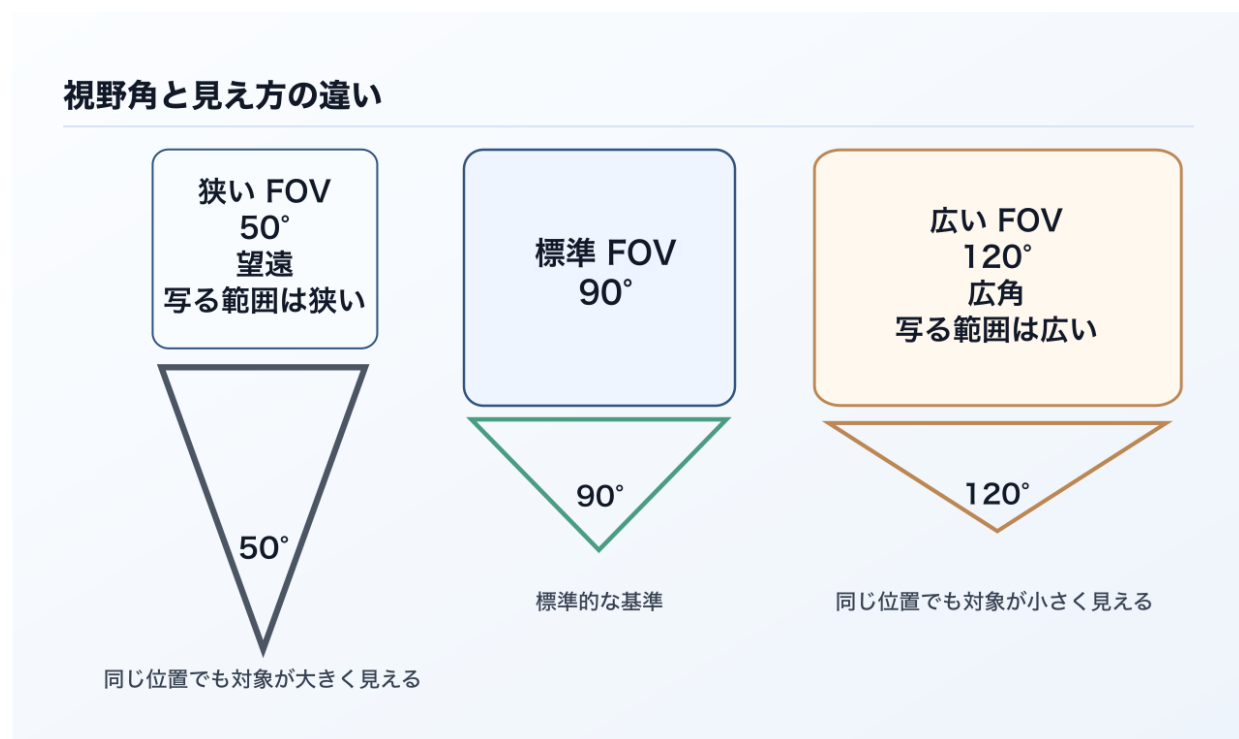 視野角と見え方の違い
狭い FOV
50°
望遠
写る範囲は狭い
標準 FOV
90°
広い FOV
120°
広角
写る範囲は広い
50°
90°
120°
標準的な基準
同じ位置でも対象が小さく見える
同じ位置でも対象が大きく見える